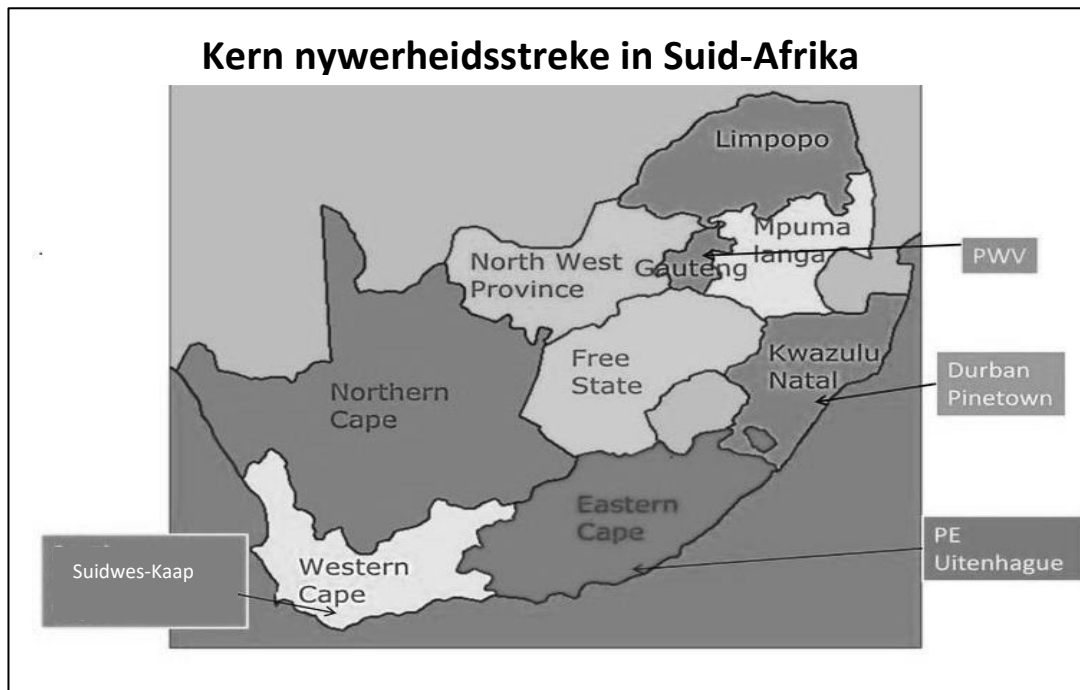 Kern nywerheidsstreke in Suid-Afrika
Limpopo
Mpuma
langa
PWV
North West
Province
Gauteng
Free
State
Kwazulu
Natal
Durban
Pinetown
Northern
Cape
Eastern
Cape
PE
Uitenhague
Suidwes-Kaap
Western
Cape